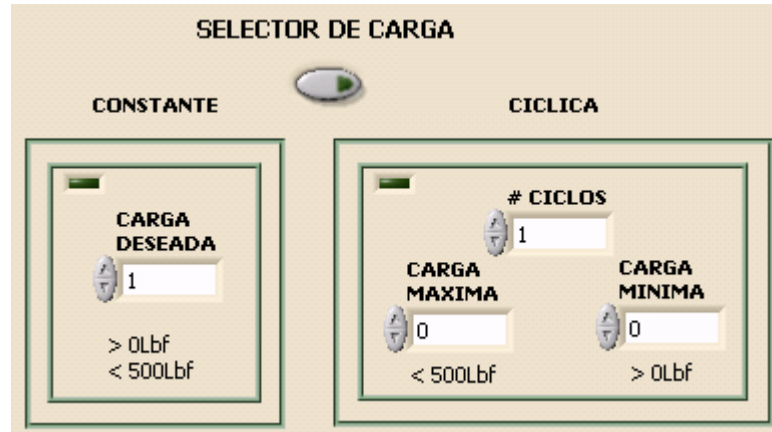 SELECTOR DE CARGA
CONSTANTE
CICLICA
CARGA
DESEADA
1
> 0Lbf
< 500Lbf
# CICLOS
1
CARGA
MAXIMA
0
< 500Lbf
CARGA
MINIMA
0
> 0Lbf